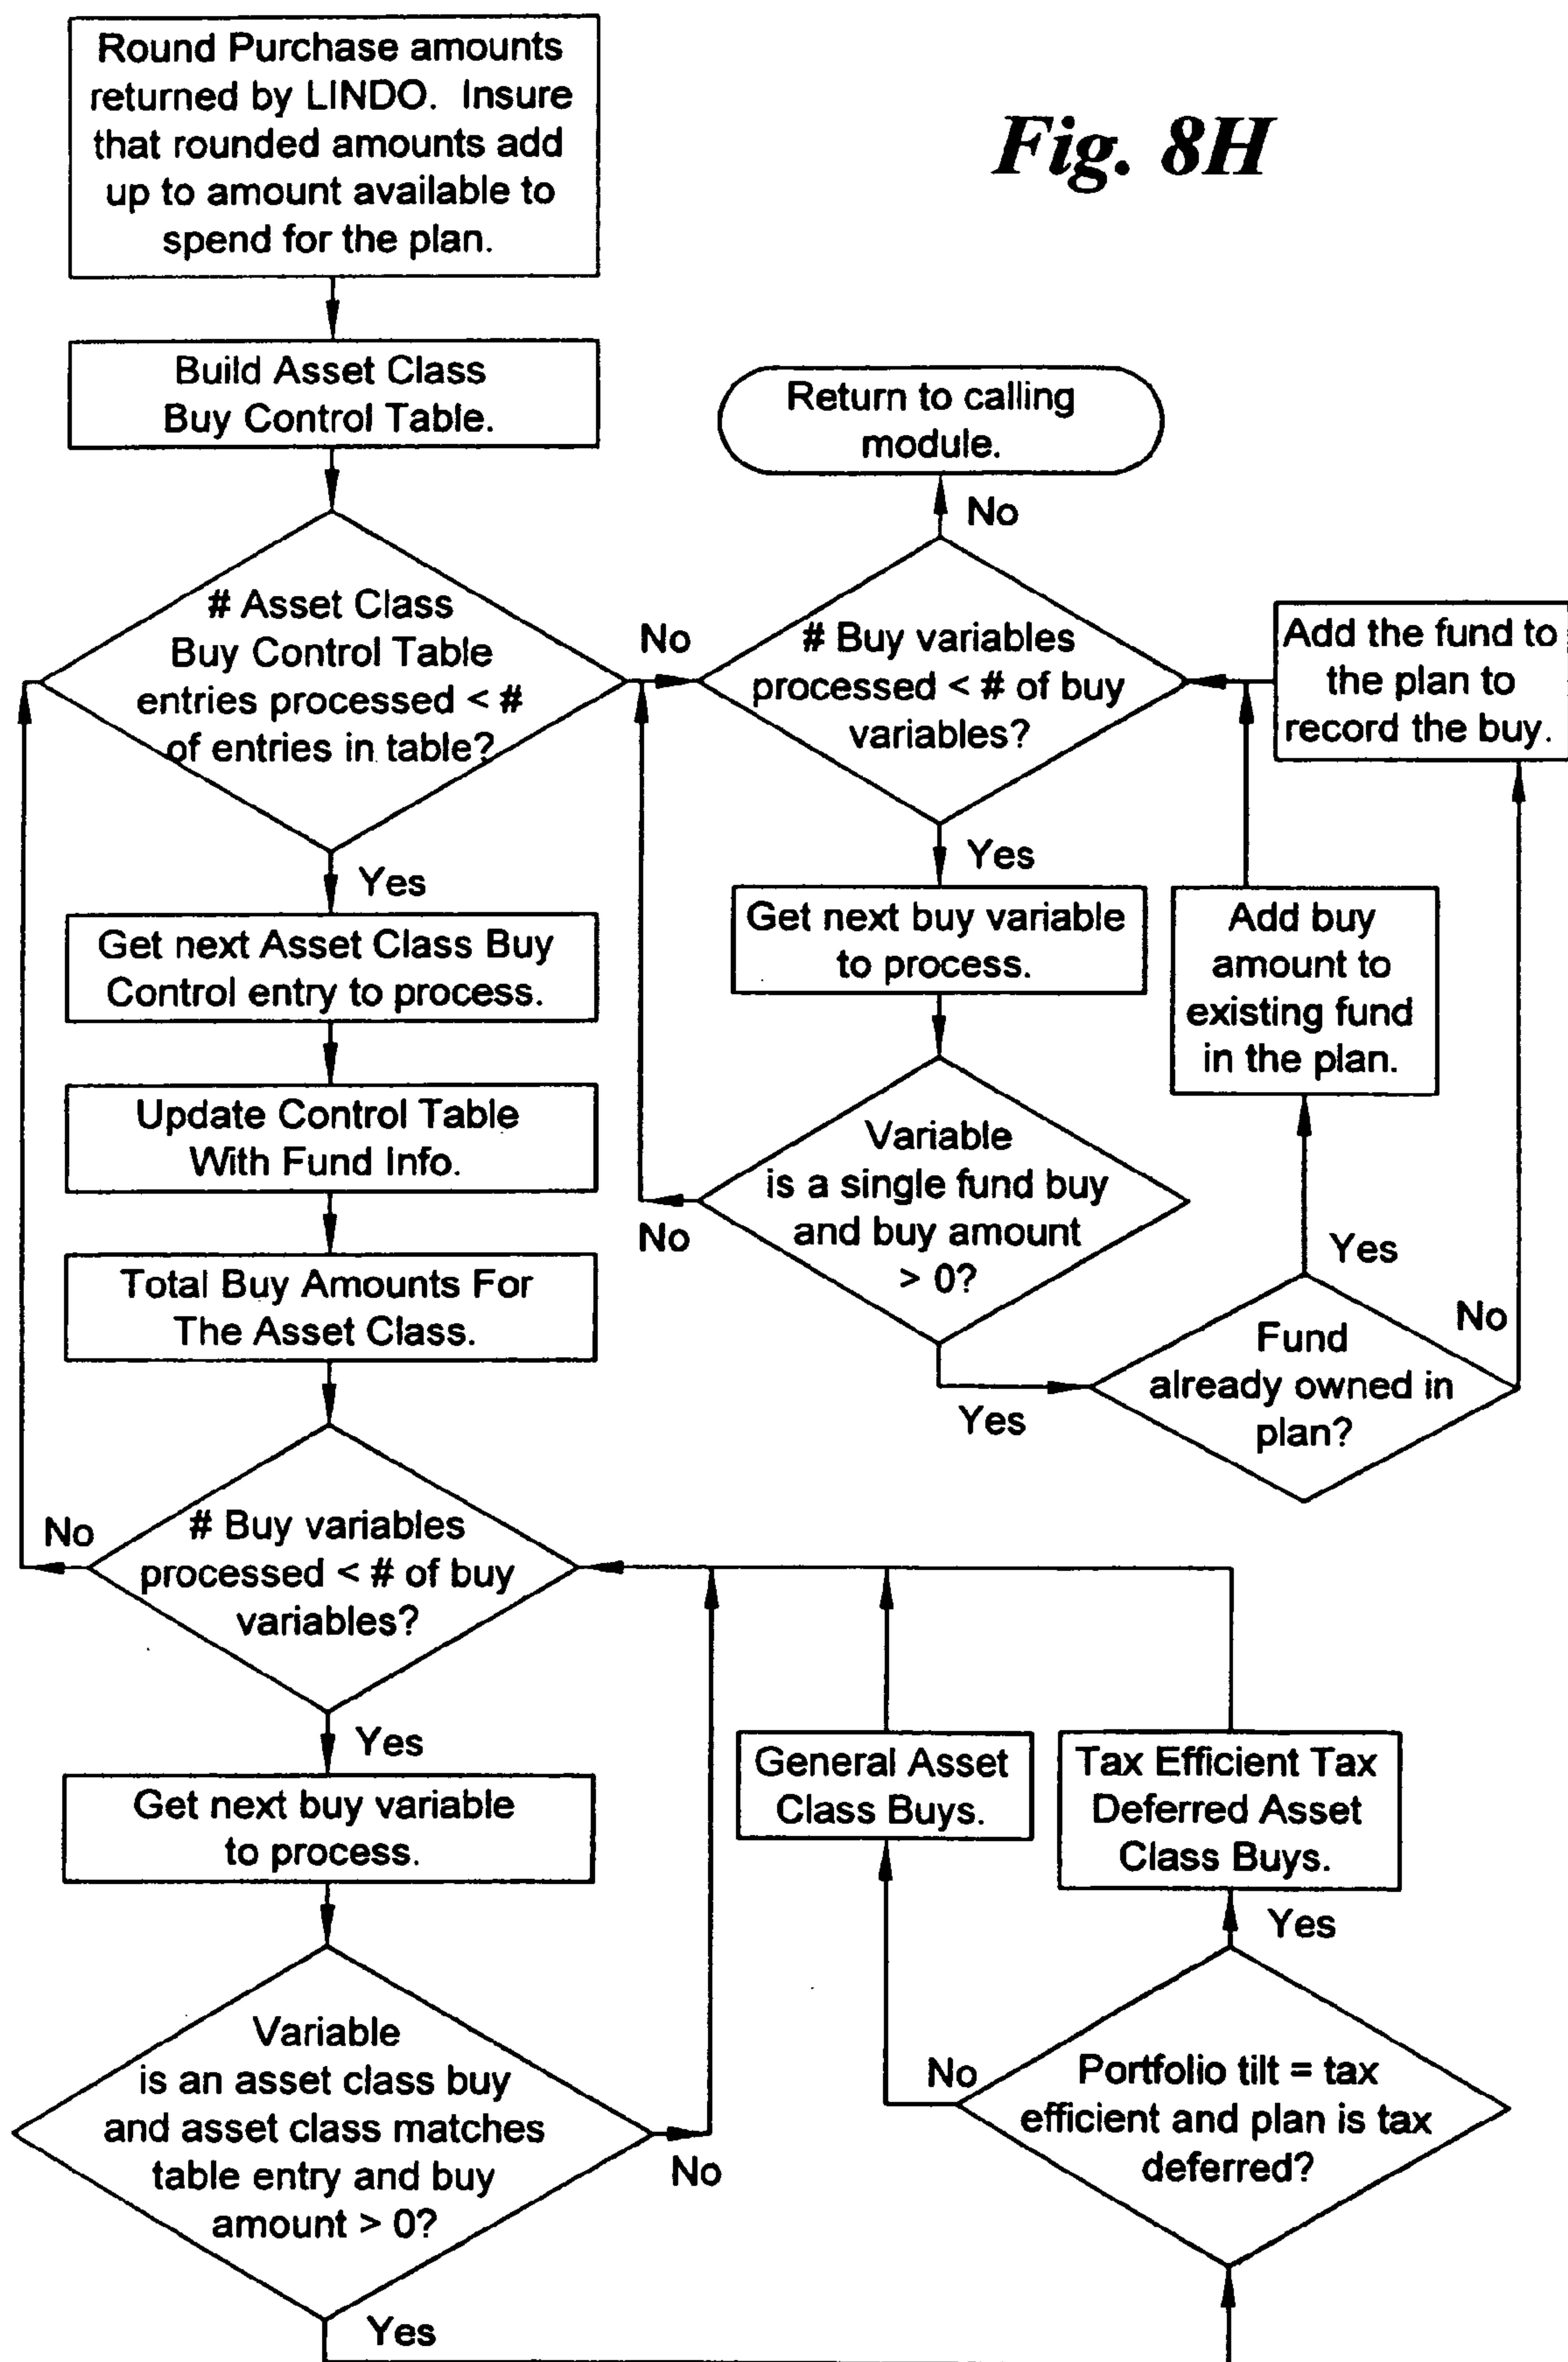 Round Purchase amounts
returned by LINDO. Insure
that rounded amounts add
up to amount available to
spend for the plan.
Fig. 8H
Build Asset Class
Buy Control Table.
Return to calling
module.
No
# Asset Class
Buy Control Table
entries processed < #
of entries in table?
No
# Buy variables
processed < # of buy
variables?
Add the fund to
the plan to
record the buy.
Yes
Yes
Get next Asset Class Buy
Control entry to process.
Get next buy variable
to process.
Add buy
amount to
existing fund
in the plan.
Update Control Table
With Fund Info.
Variable
is a single fund buy
and buy amount
> 0?
No
Yes
No
Total Buy Amounts For
The Asset Class.
Fund
already owned in
plan?
Yes
No
# Buy variables
processed < # of buy
variables?
Yes
General Asset
Class Buys.
Tax Efficient Tax
Deferred Asset
Class Buys.
Get next buy variable
to process.
Yes
Variable
is an asset class buy
and asset class matches
table entry and buy
amount > 0?
No
No
Portfolio tilt = tax
efficient and plan is tax
deferred?
Yes